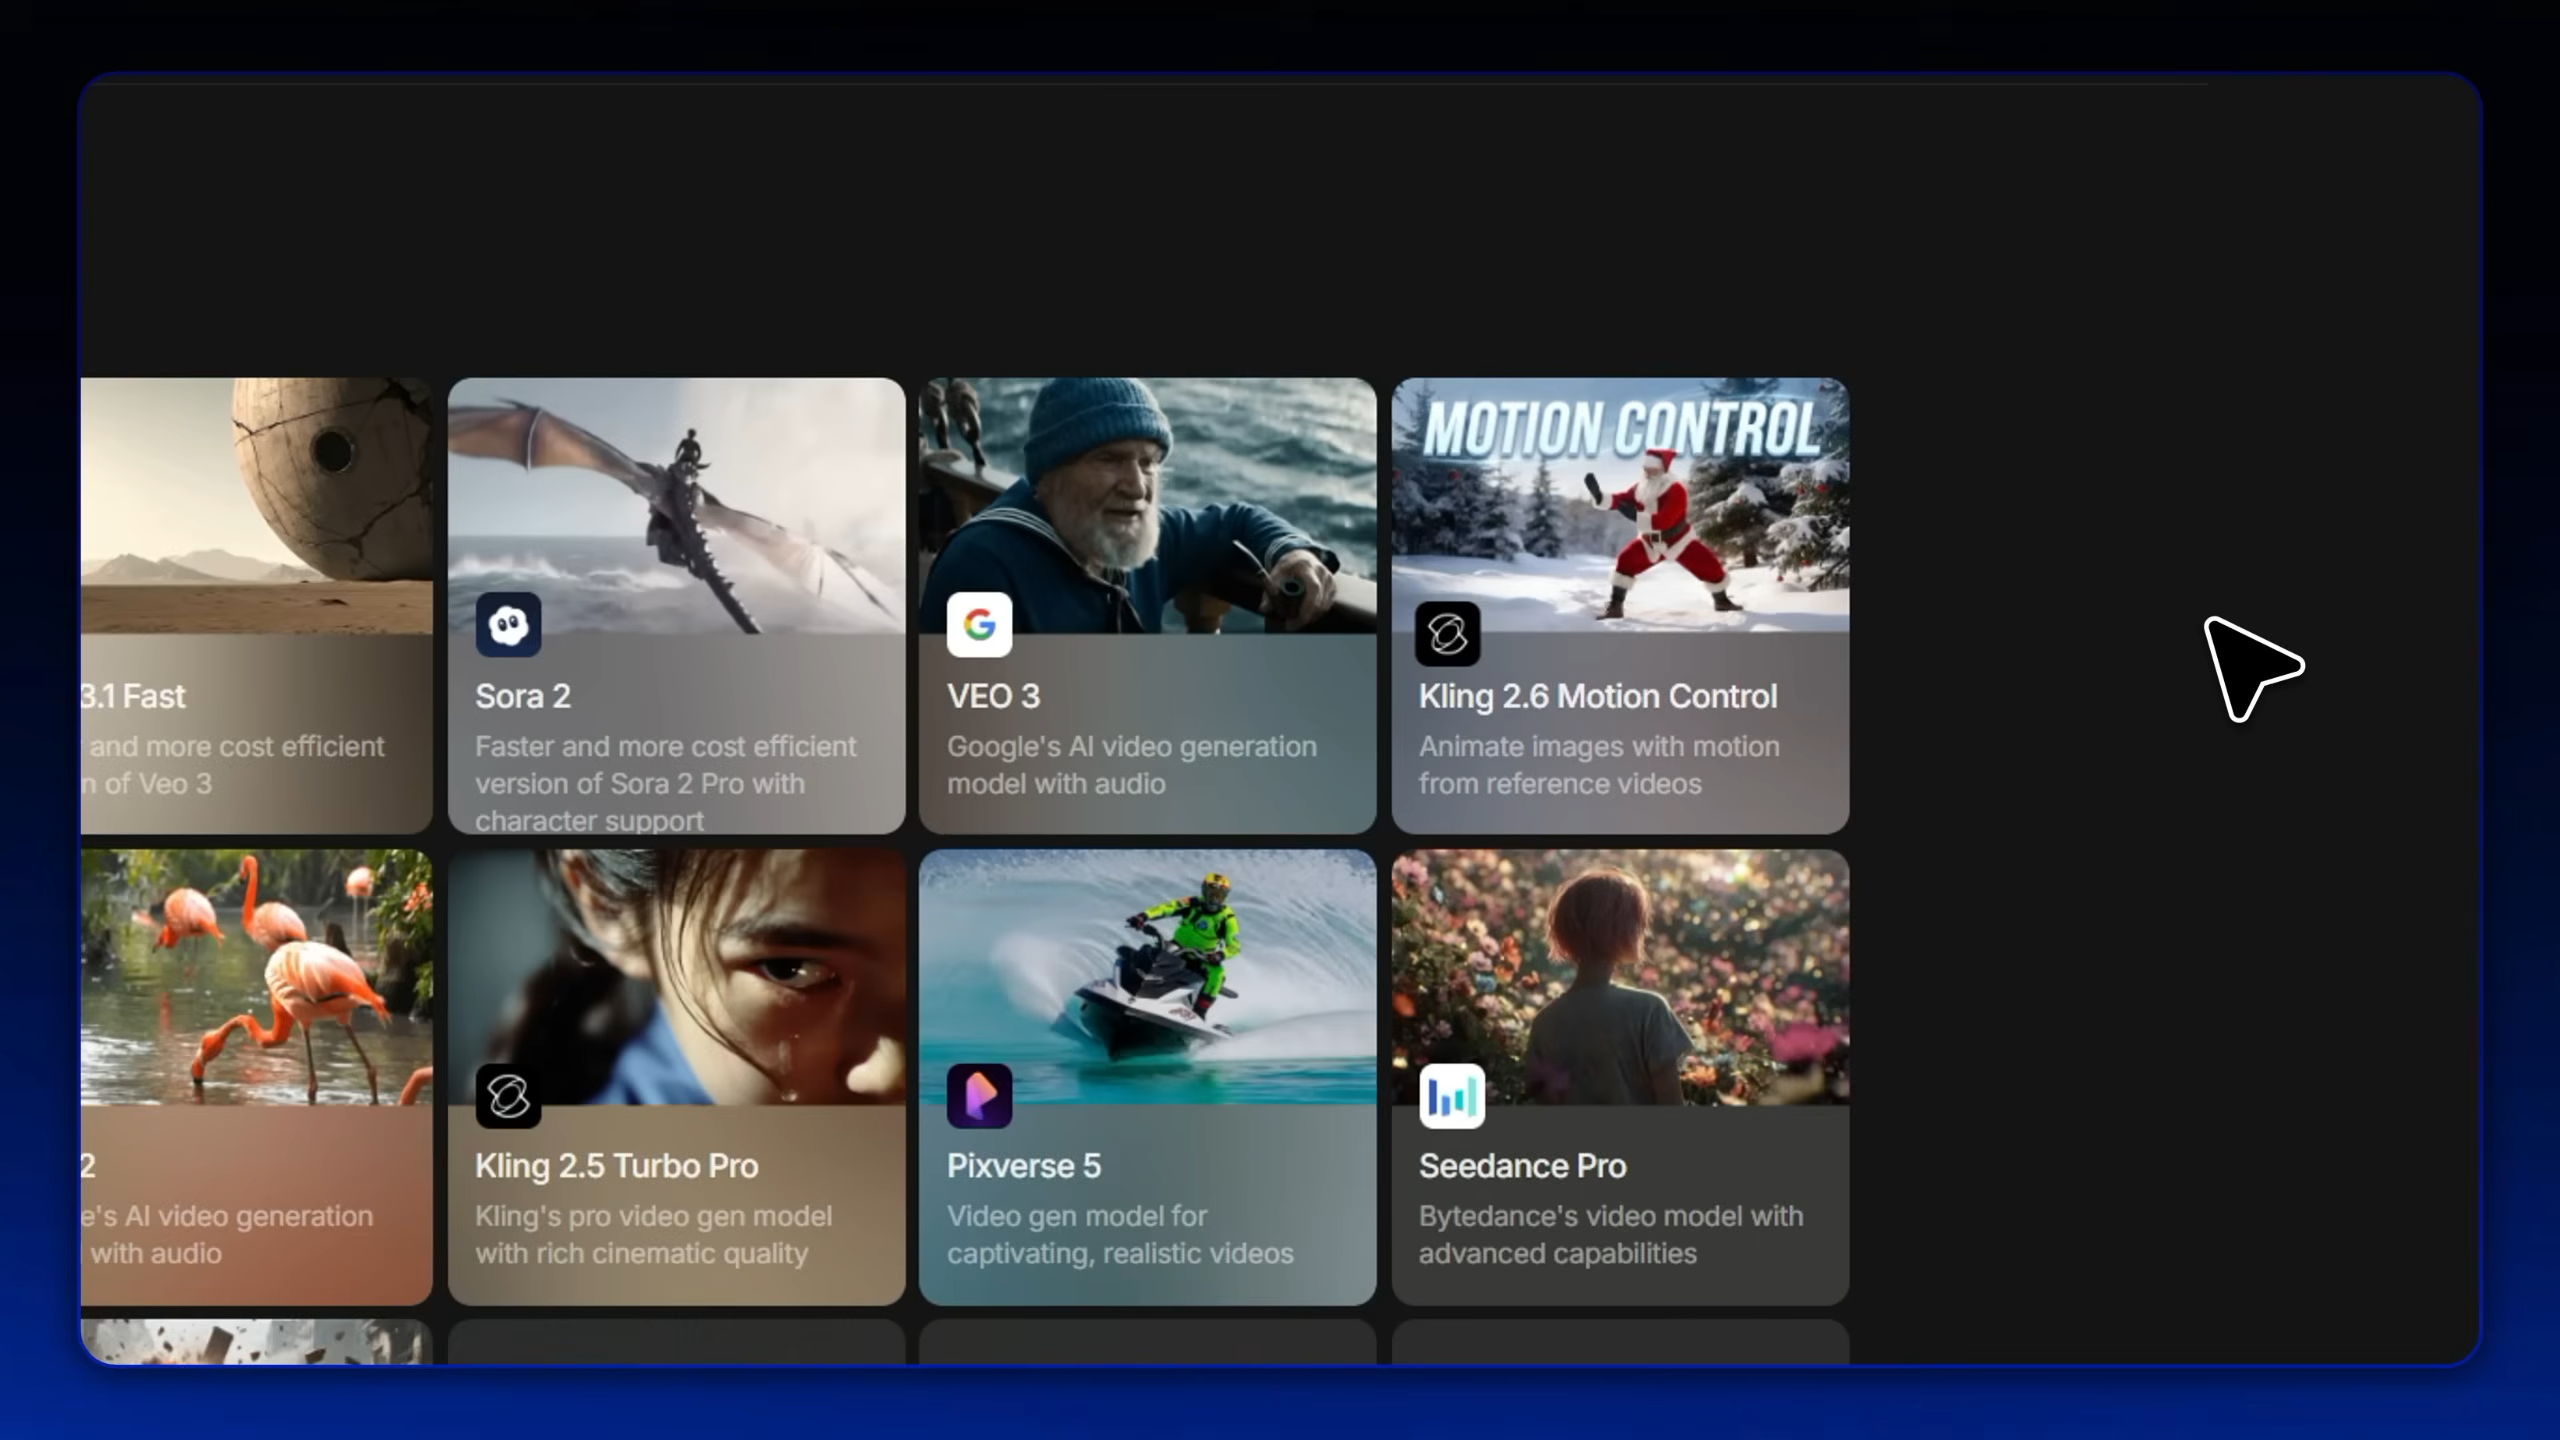 MOTION CONTROL
3.1 Fast
and more cost efficient
of Veo 3
Sora 2
Faster and more cost efficient
version of Sora 2 Pro with
character support
VEO 3
Google's AI video generation
model with audio
Kling 2.6 Motion Control
Animate images with motion
from reference videos
2
e's AI video generation
with audio
Kling 2.5 Turbo Pro
Kling's pro video gen model
with rich cinematic quality
Pixverse 5
Video gen model for
captivating, realistic videos
Seedance Pro
Bytedance's video model with
advanced capabilities